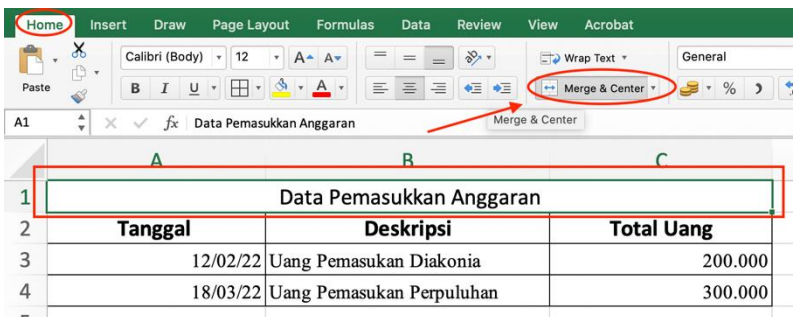 Home Insert Draw Page Layout Formulas Data Review View Acrobat
Calibri (Body) 12 A A Wrap Text General
Paste B I U A Merge & Center % )
A1 fx Data Pemasukkan Anggaran Merge & Center
A B C
1 Data Pemasukkan Anggaran
2 Tanggal Deskripsi Total Uang
3 12/02/22 Uang Pemasukan Diakonia 200.000
4 18/03/22 Uang Pemasukan Perpuluhan 300.000